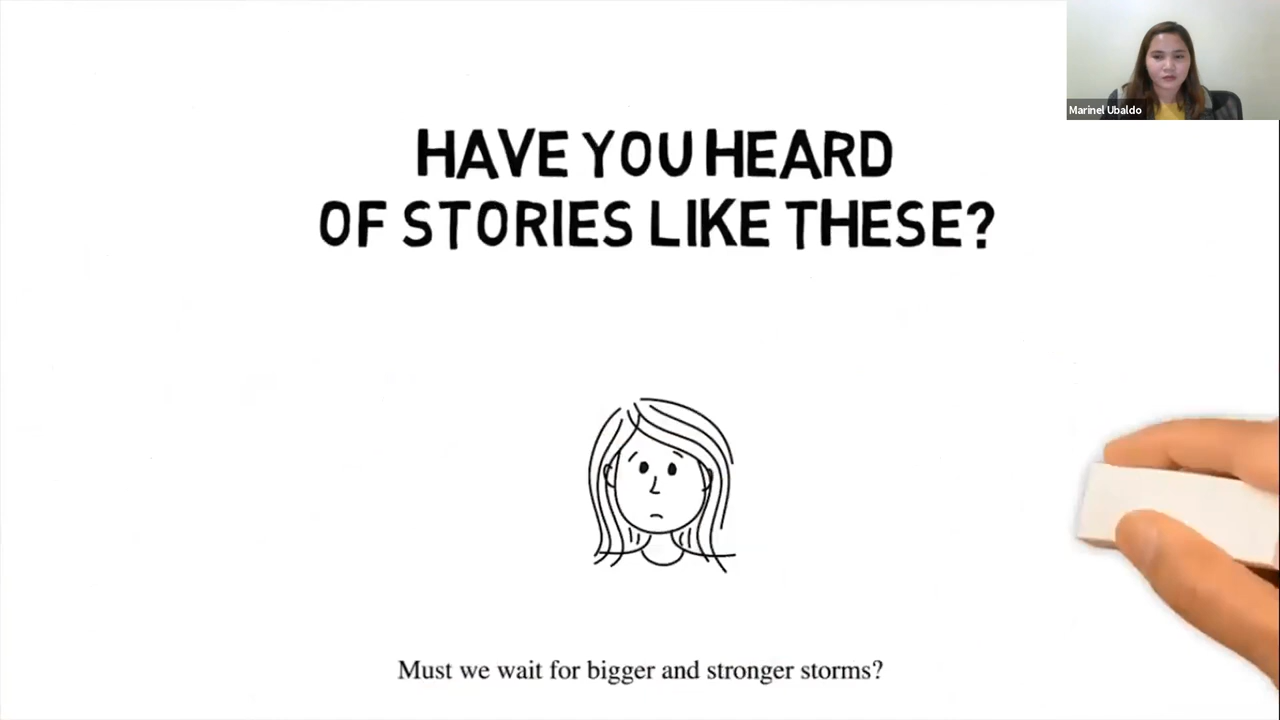 Marinel Ubaldo
HAVE YOU HEARD
OF STORIES LIKE THESE?
Must we wait for bigger and stronger storms?